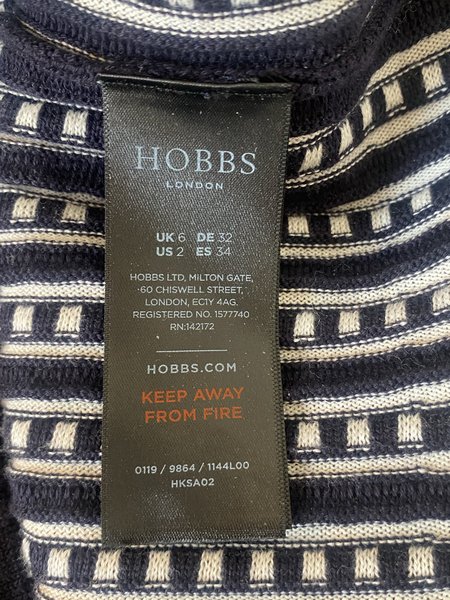 HOBBS
LONDON
UK 6 DE 32
US 2 ES 34
HOBBS LTD, MILTON GATE,
60 CHISWELL STREET,
LONDON, EC1Y 4AG.
REGISTERED NO. 1577740
RN:142172
HOBBS.COM
KEEP AWAY
FROM FIRE
0119 / 9864 / 1144L00
HKSA02